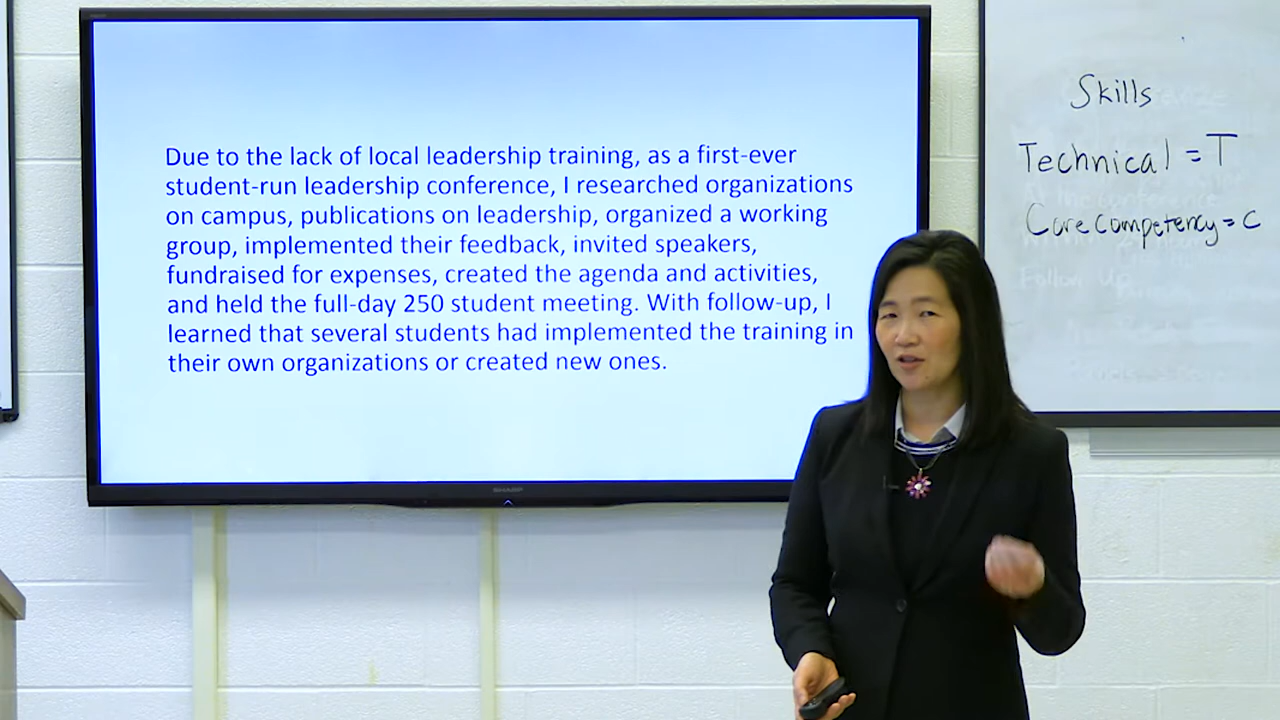 Due to the lack of local leadership training, as a first-ever
student-run leadership conference, I researched organizations
on campus, publications on leadership, organized a working
group, implemented their feedback, invited speakers,
fundraised for expenses, created the agenda and activities,
and held the full-day 250 student meeting. With follow-up, I
learned that several students had implemented the training in
their own organizations or created new ones.
SHARP
Skills
Technical = T
Core competency = C
Follow up